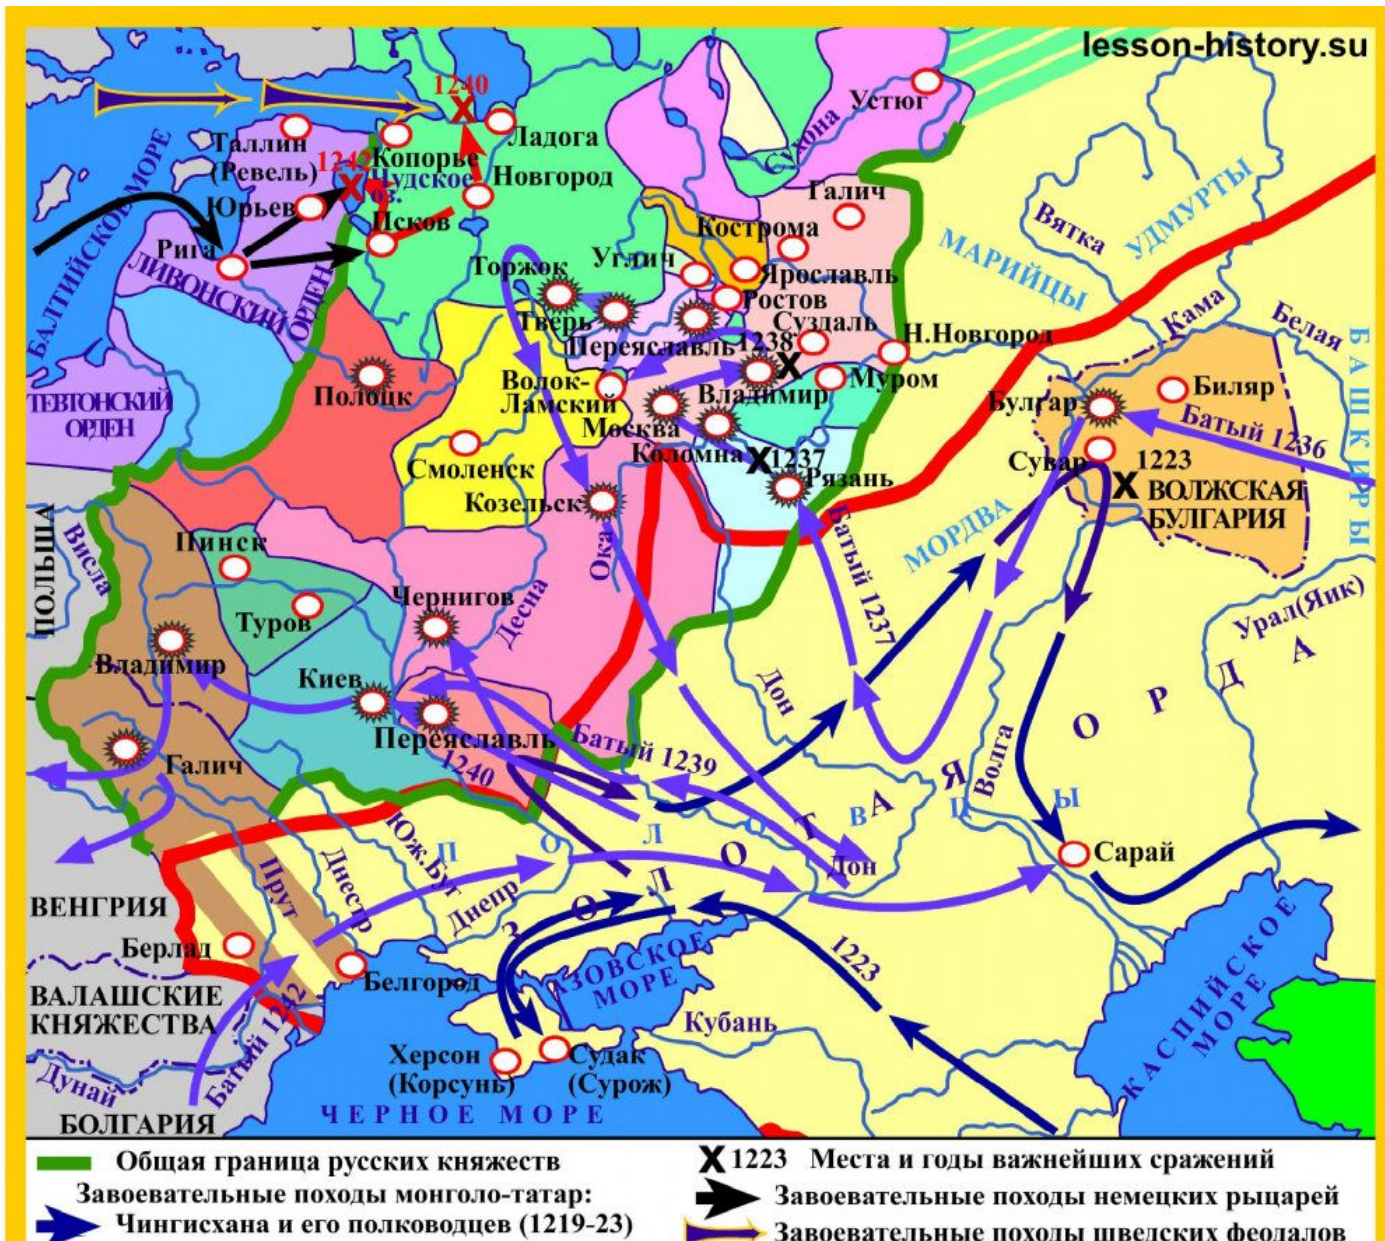 lesson-history.su
1240
Устюг
Сухона
Таллин
(Ревель)
Копорье
Ладога
1242
Чудское
оз.
Новгород
Юрьев
Псков
Рига
БАЛТИЙСКОЕ МОРЕ
ЛИВОНСКИЙ
ОРДЕН
Галич
Кострома
Вятка
УДМУРТЫ
МАРИЙЦЫ
Торжок
Углич
Ярославль
Ростов
Тверь
Суздаль
Кама
Белая
Переяславль
1238
Н.Новгород
БАШКИРЫ
ТЕВТОНСКИЙ
ОРДЕН
Полоцк
Волок-
Ламский
Владимир
Муром
Булгар
Биляр
Москва
Батый 1236
Смоленск
Коломна
1237
Рязань
Сувар
1223
ВОЛЖСКАЯ
БУЛГАРИЯ
Козельск
МОРДВА
ПОЛЬША
Висла
Пинск
Ока
Батый 1237
Туров
Чернигов
Десна
Урал(Яик)
Владимир
Киев
Дон
Волга
Переяславль
Батый 1239
Галич
1240
ЗОЛОТАЯ ОРДА
ПОЛОВЦЫ
Юж.Буг
Днепр
Дон
Сарай
Прут
Днестр
ВЕНГРИЯ
Берлад
Белгород
АЗОВСКОЕ
МОРЕ
1223
ВАЛАШСКИЕ
КНЯЖЕСТВА
Батый 1242
Кубань
КАСПИЙСКОЕ
МОРЕ
Дунай
Херсон
(Корсунь)
Судак
(Сурож)
БОЛГАРИЯ
ЧЕРНОЕ МОРЕ
Общая граница русских княжеств
Завоевательные походы монголо-татар:
Чингисхана и его полководцев (1219-23)
X 1223 Места и годы важнейших сражений
Завоевательные походы немецких рыцарей
Завоевательные походы шведских феодалов